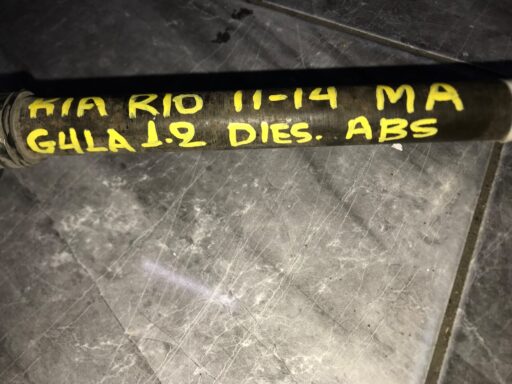 KIA RIO 11-14 MA
G4LA 1.2 DIES. ABS